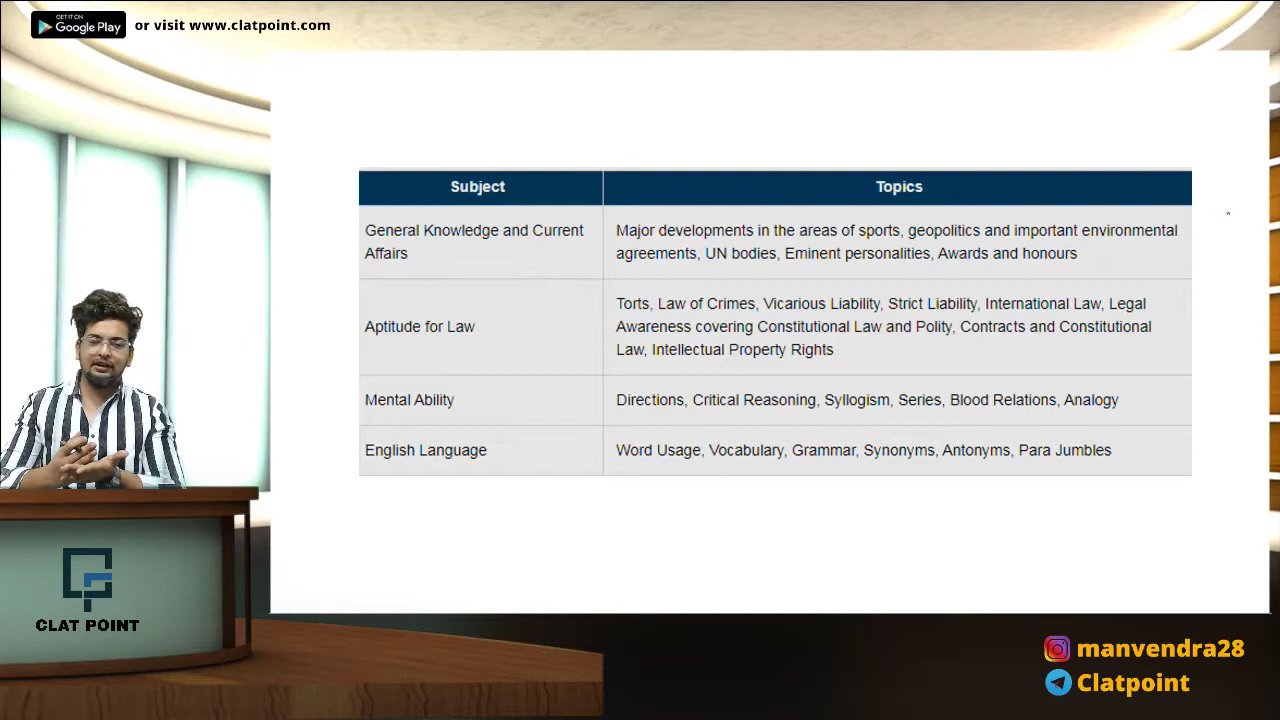 GET IT ON
Google Play
or visit www.clatpoint.com
Subject
Topics
General Knowledge and Current
Affairs
Major developments in the areas of sports, geopolitics and important environmental
agreements, UN bodies, Eminent personalities, Awards and honours
Aptitude for Law
Torts, Law of Crimes, Vicarious Liability, Strict Liability, International Law, Legal
Awareness covering Constitutional Law and Polity, Contracts and Constitutional
Law, Intellectual Property Rights
Mental Ability
Directions, Critical Reasoning, Syllogism, Series, Blood Relations, Analogy
English Language
Word Usage, Vocabulary, Grammar, Synonyms, Antonyms, Para Jumbles
CLAT POINT
manvendra28
Clatpoint